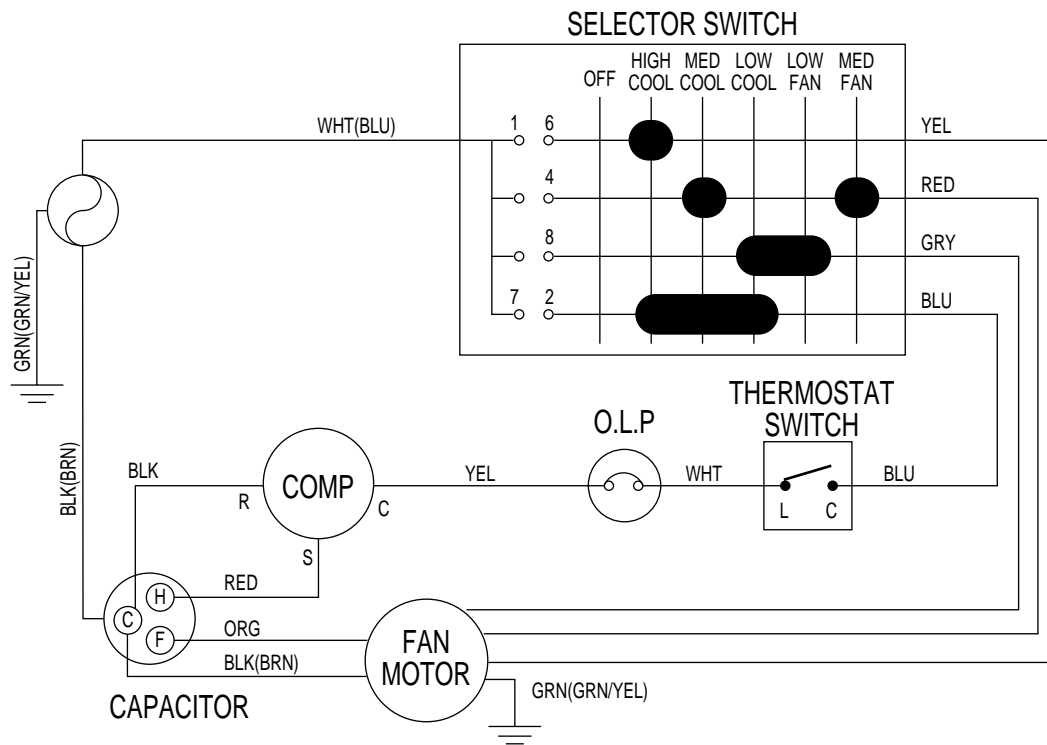 SELECTOR SWITCH
OFF
HIGH COOL
MED COOL
LOW COOL
LOW FAN
MED FAN
WHT(BLU)
1 6
YEL
4
RED
8
GRY
7 2
BLU
GRN(GRN/YEL)
BLK(BRN)
THERMOSTAT
SWITCH
O.L.P
BLK
COMP
YEL
WHT
BLU
R
C
L C
S
RED
H
C
F
ORG
FAN
MOTOR
BLK(BRN)
GRN(GRN/YEL)
CAPACITOR